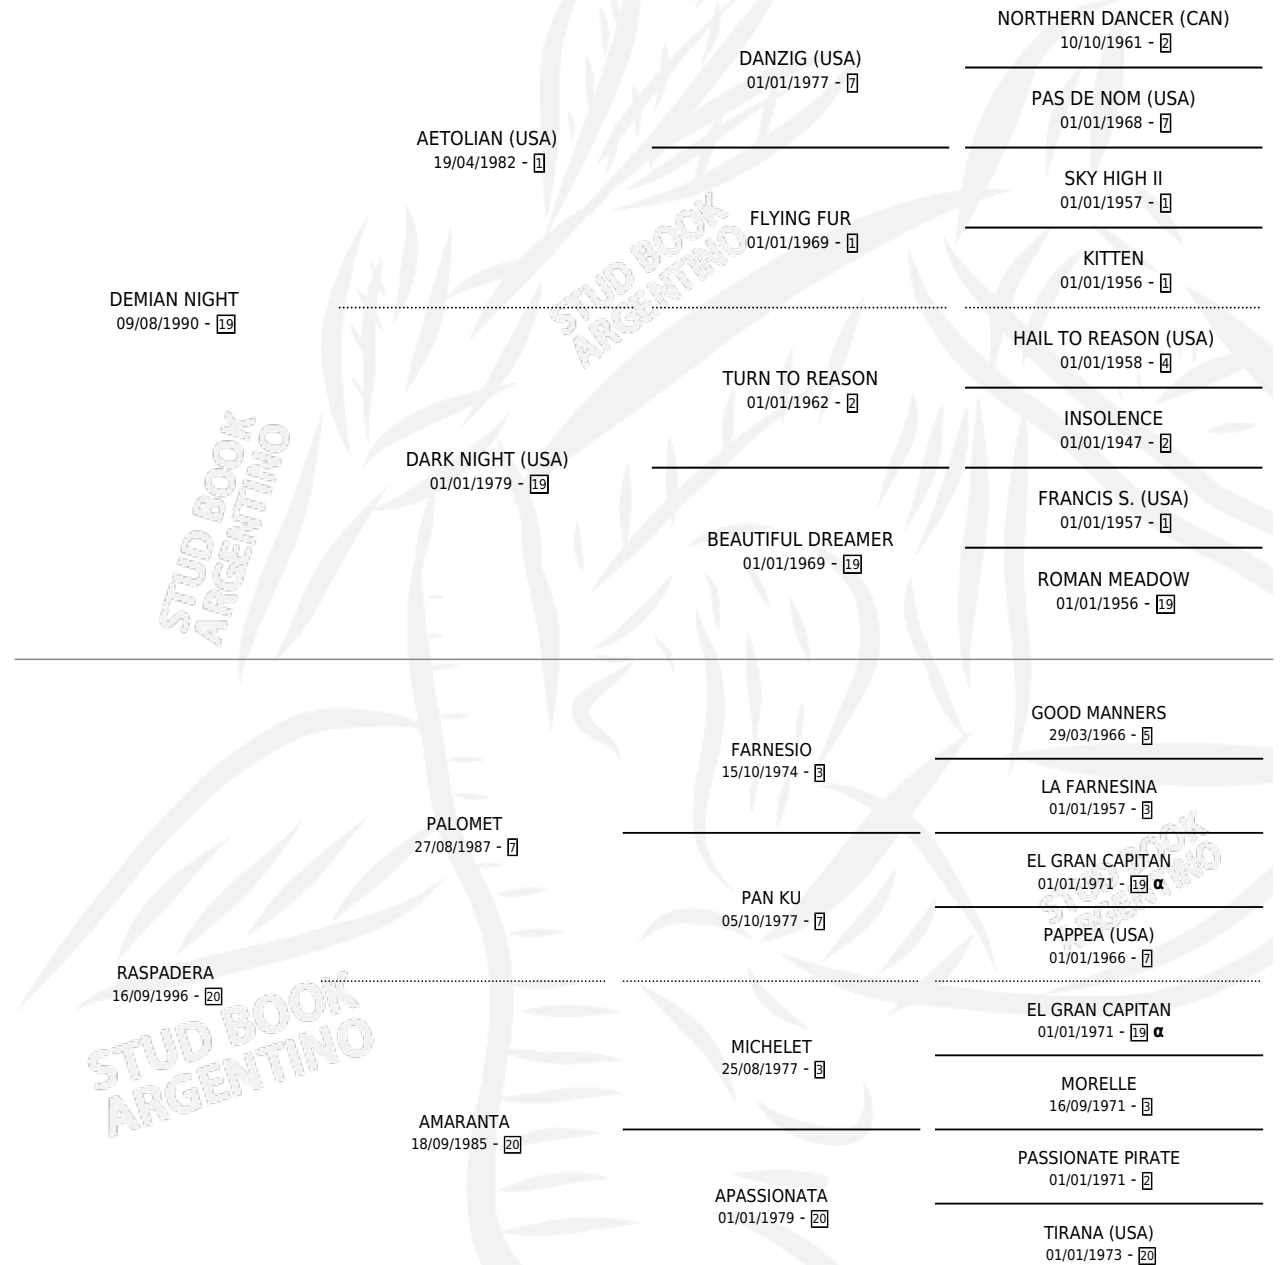 NORTHERN DANCER (CAN)
10/10/1961 - 2
DANZIG (USA)
01/01/1977 - 7
PAS DE NOM (USA)
01/01/1968 - 7
AETOLIAN (USA)
19/04/1982 - 1
SKY HIGH II
01/01/1957 - 1
FLYING FUR
01/01/1969 - 1
KITTEN
01/01/1956 - 1
DEMIAN NIGHT
09/08/1990 - 19
HAIL TO REASON (USA)
01/01/1958 - 4
TURN TO REASON
01/01/1962 - 2
INSOLENCE
01/01/1947 - 2
DARK NIGHT (USA)
01/01/1979 - 19
FRANCIS S. (USA)
01/01/1957 - 1
BEAUTIFUL DREAMER
01/01/1969 - 19
ROMAN MEADOW
01/01/1956 - 19
GOOD MANNERS
29/03/1966 - 5
FARNESIO
15/10/1974 - 3
LA FARNESINA
01/01/1957 - 3
PALOMET
27/08/1987 - 7
EL GRAN CAPITAN
01/01/1971 - 19 α
PAN KU
05/10/1977 - 7
PAPPEA (USA)
01/01/1966 - 7
RASPADERA
16/09/1996 - 20
EL GRAN CAPITAN
01/01/1971 - 19 α
MICHELET
25/08/1977 - 3
MORELLE
16/09/1971 - 3
AMARANTA
18/09/1985 - 20
PASSIONATE PIRATE
01/01/1971 - 2
APASSIONATA
01/01/1979 - 20
TIRANA (USA)
01/01/1973 - 20
STUD BOOK
ARGENTINO
STUD BOOK
ARGENTINO
STUD BOOK
ARGENTINO
STUD BOOK
ARGENTINO